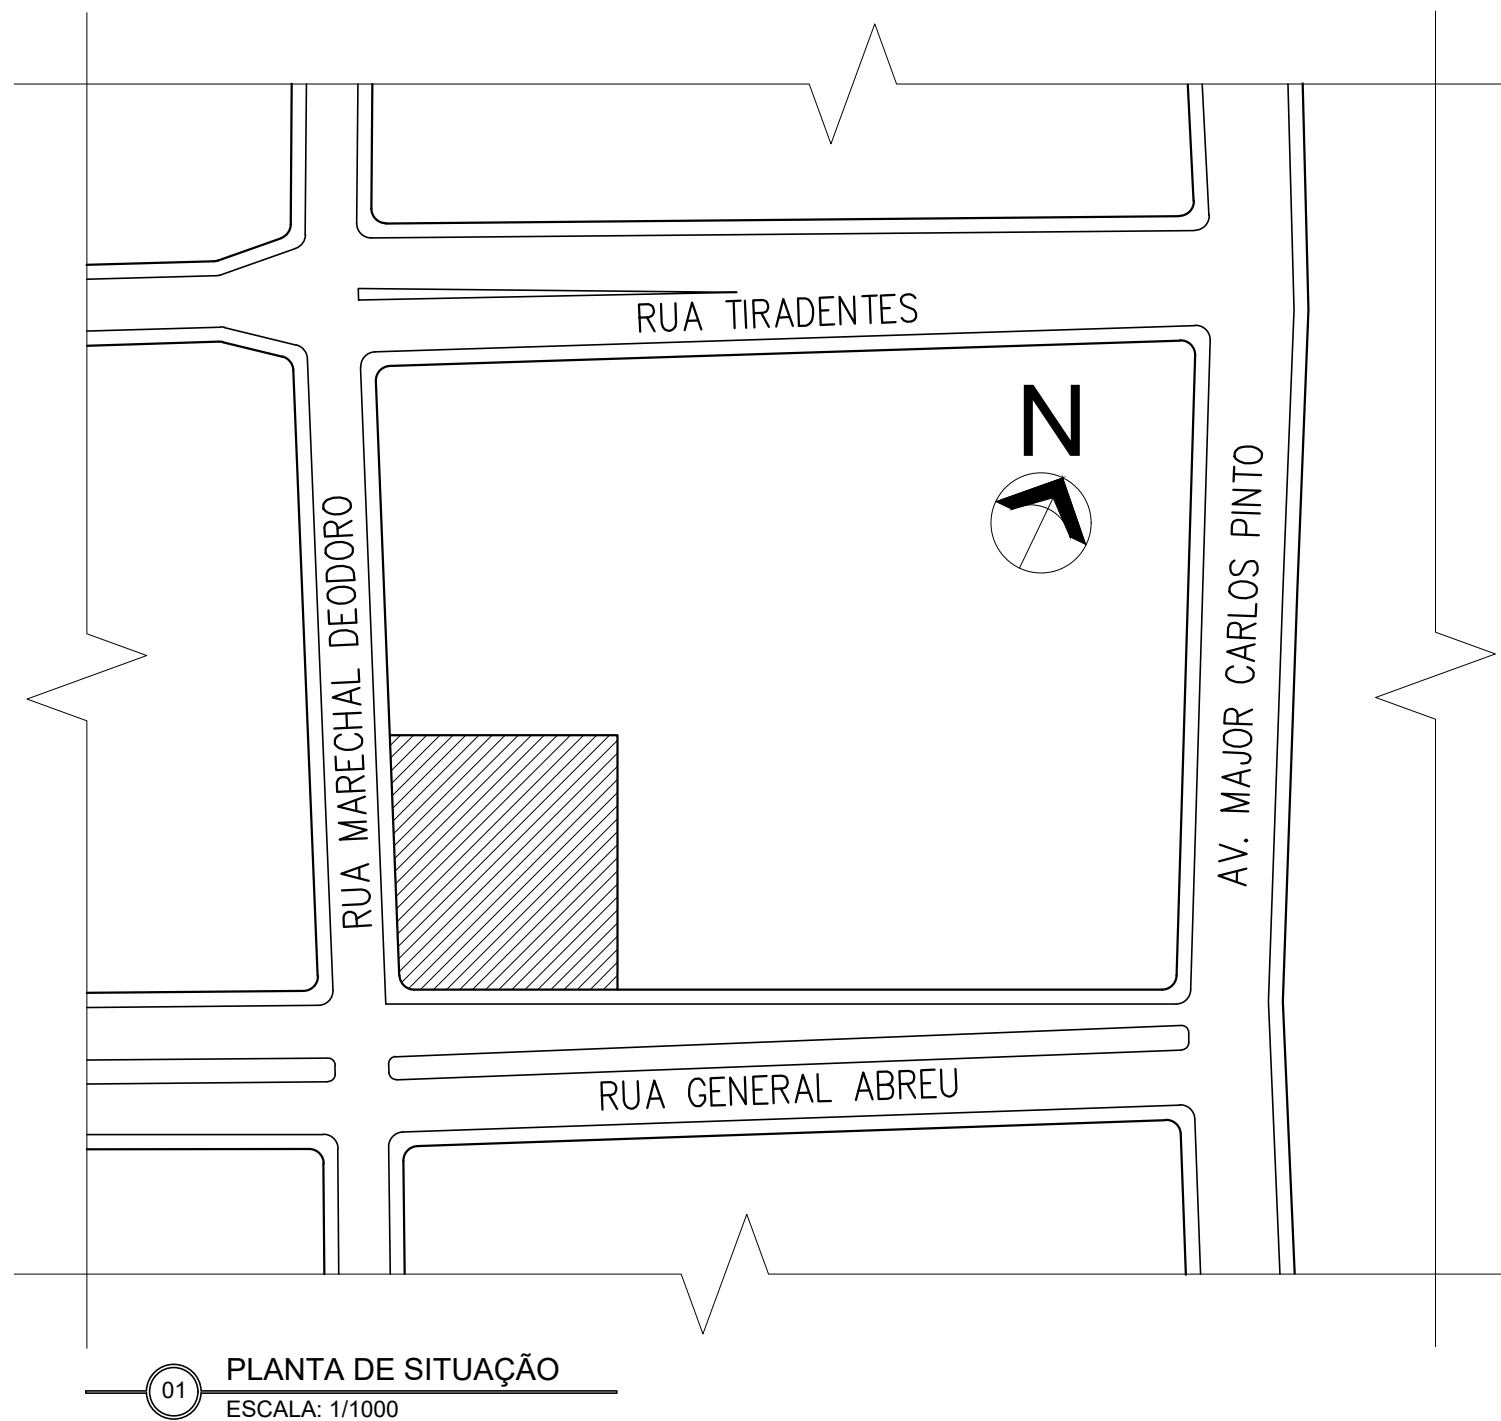 RUA TIRADENTES
N
RUA MARECHAL DEODORO
AV. MAJOR CARLOS PINTO
RUA GENERAL ABREU
01
PLANTA DE SITUAÇÃO
ESCALA: 1/1000